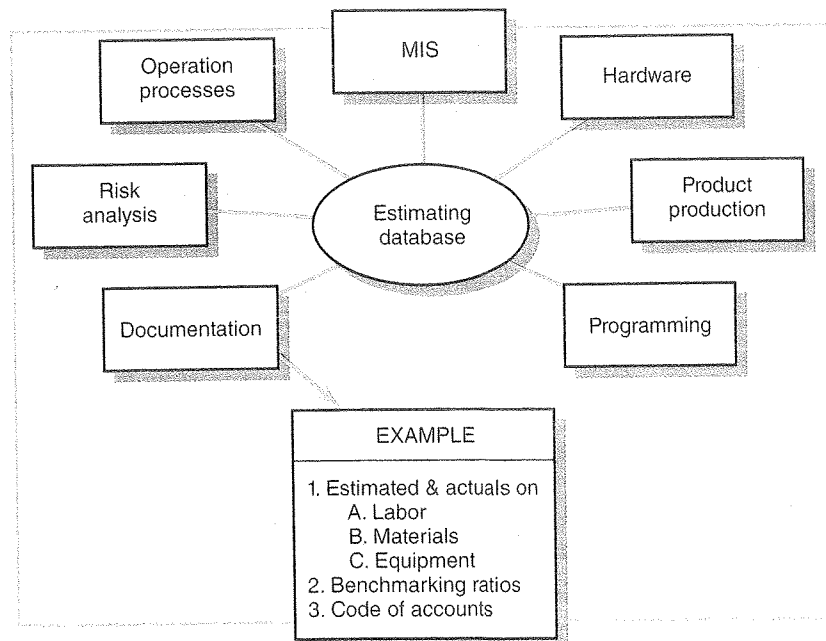 MIS
Operation
processes
Hardware
Risk
analysis
Estimating
database
Product
production
Documentation
Programming
EXAMPLE
1. Estimated & actuals on
A. Labor
B. Materials
C. Equipment
2. Benchmarking ratios
3. Code of accounts